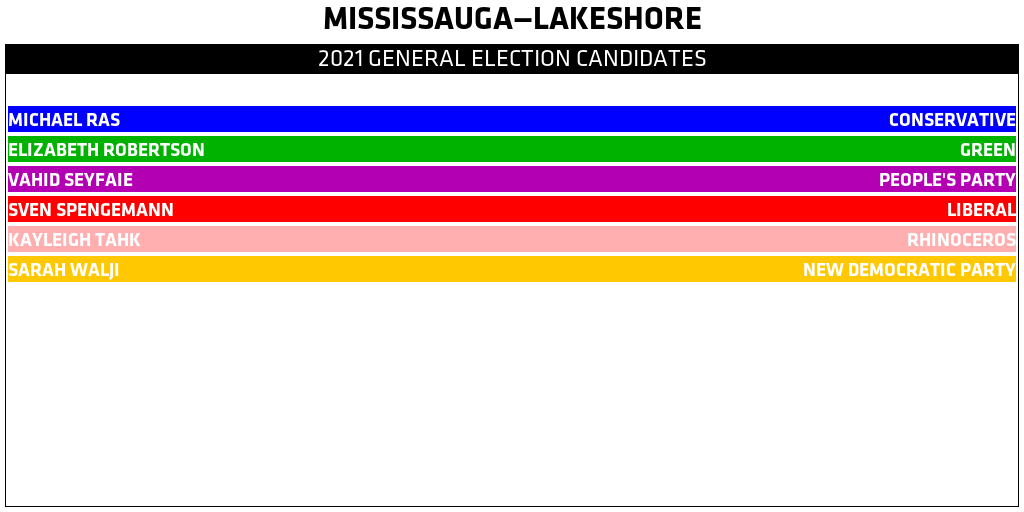 MISSISSAUGA—LAKESHORE
2021 GENERAL ELECTION CANDIDATES
MICHAEL RAS CONSERVATIVE
ELIZABETH ROBERTSON GREEN
VAHID SEYFAIE PEOPLE'S PARTY
SVEN SPENGEMANN LIBERAL
KAYLEIGH TAHK RHINOCEROS
SARAH WALJI NEW DEMOCRATIC PARTY